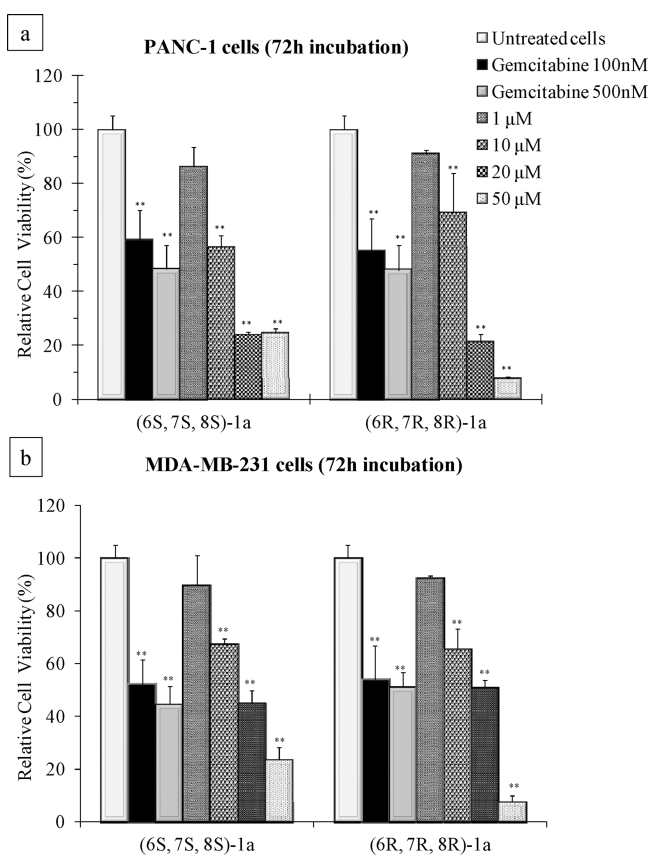 a
PANC-1 cells (72h incubation)
Untreated cells
Gemcitabine 100nM
Gemcitabine 500nM
1 µM
10 µM
20 µM
50 µM
Relative Cell Viability (%)
120
100
80
60
40
20
0
**
**
**
**
**
**
**
**
**
**
(6S, 7S, 8S)-1a
(6R, 7R, 8R)-1a
b
MDA-MB-231 cells (72h incubation)
Relative Cell Viability (%)
120
100
80
60
40
20
0
**
**
**
**
**
**
**
**
**
**
(6S, 7S, 8S)-1a
(6R, 7R, 8R)-1a